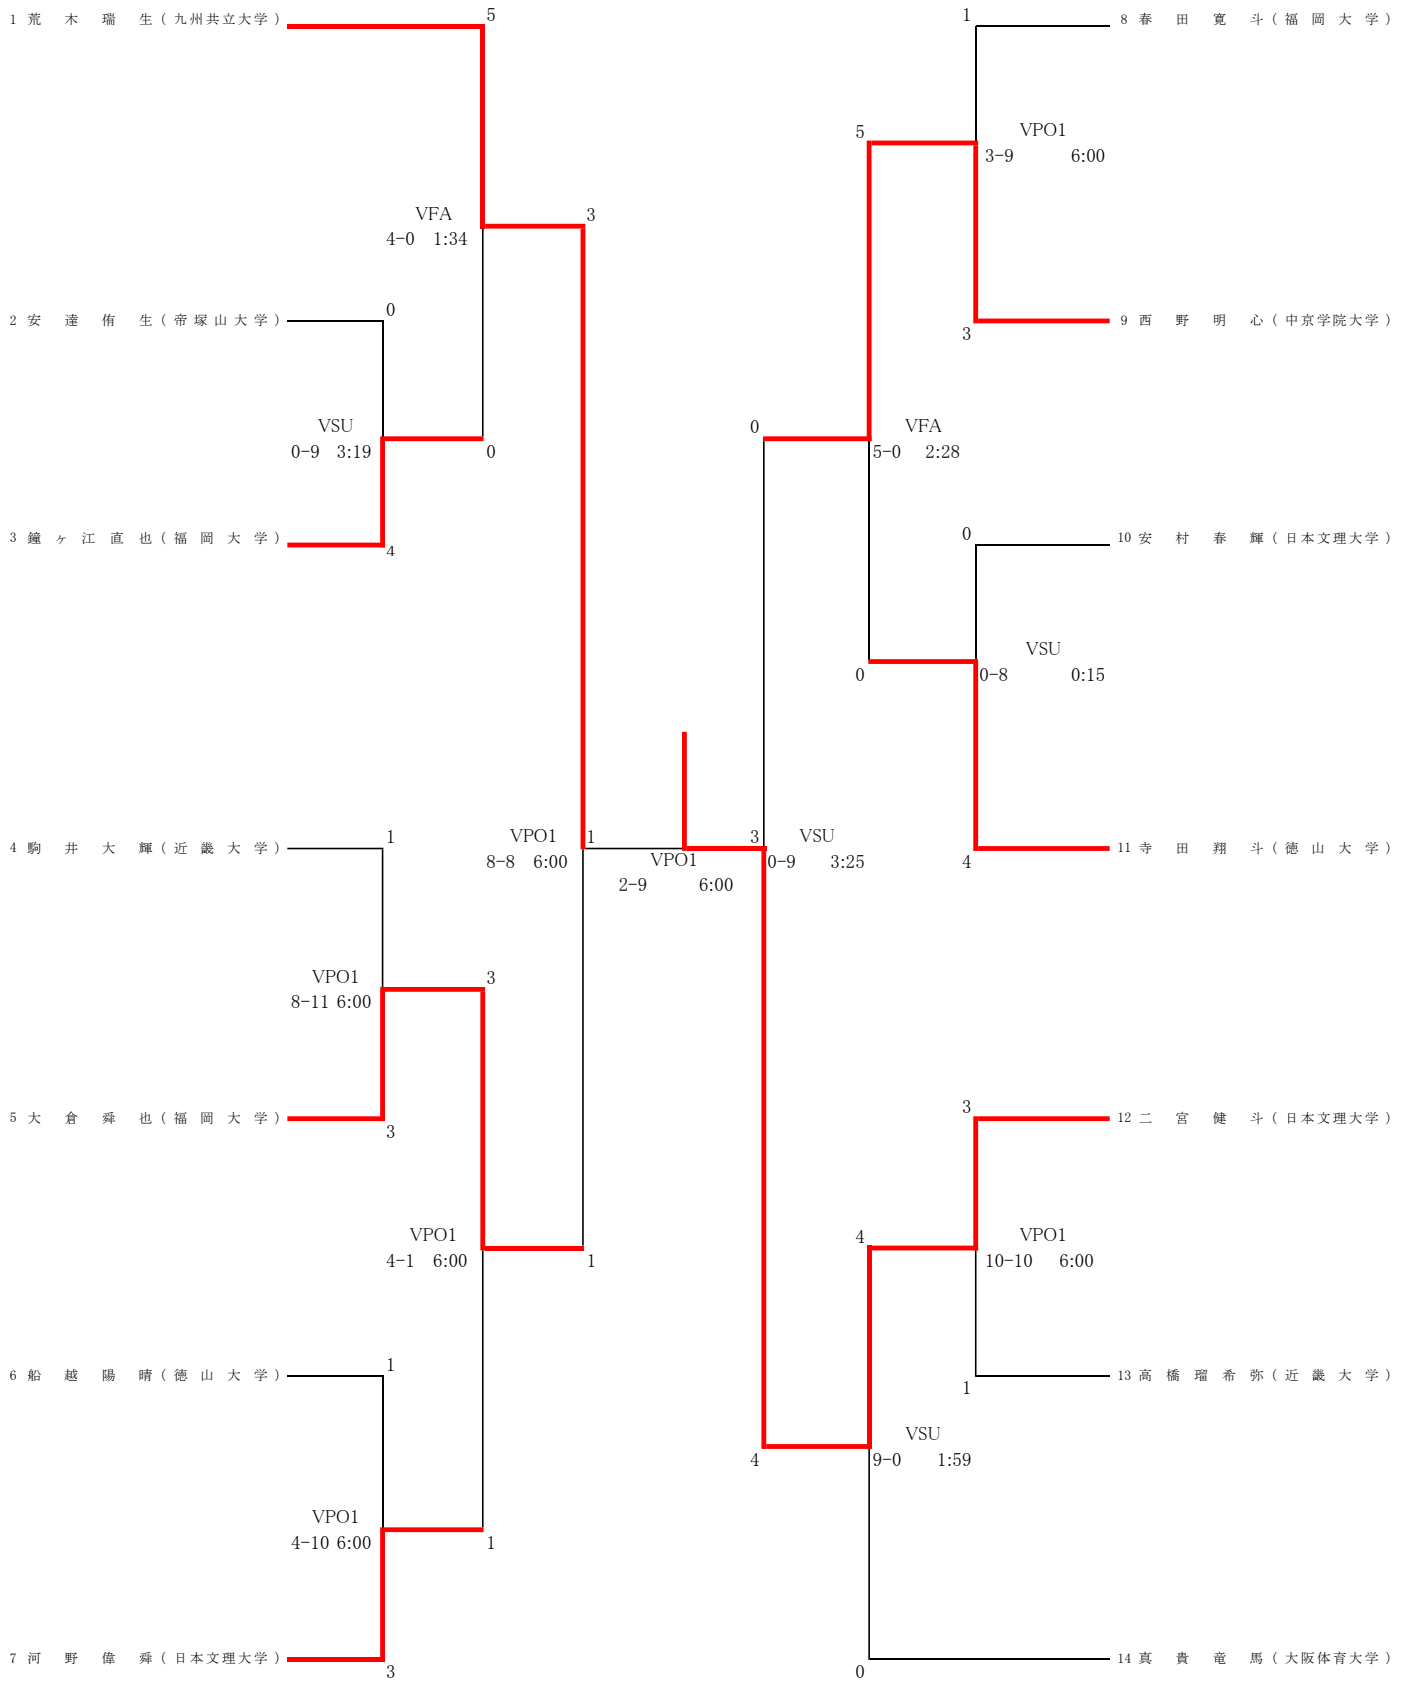 1 荒木瑞生(九州共立大学)
5
VFA
4-0 1:34
3
2 安達侑生(帝塚山大学)
0
VSU
0-9 3:19
0
3 鐘ヶ江直也(福岡大学)
4
4 駒井大輝(近畿大学)
1
VPO1
8-8 6:00
1
VPO1
8-11 6:00
3
5 大倉舜也(福岡大学)
3
VPO1
4-1 6:00
1
6 船越陽晴(徳山大学)
1
VPO1
4-10 6:00
1
7 河野偉舜(日本文理大学)
3
VPO1
2-9 6:00
1
8 春田寛斗(福岡大学)
5
VPO1
3-9 6:00
9 西野明心(中京学院大学)
3
0
VFA
5-0 2:28
0
10 安村春輝(日本文理大学)
VSU
0
0-8 0:15
3
VSU
0-9 3:25
4
11 寺田翔斗(徳山大学)
3
12 二宮健斗(日本文理大学)
4
VPO1
10-10 6:00
1
13 高橋瑠希弥(近畿大学)
4
VSU
9-0 1:59
0
14 真貴竜馬(大阪体育大学)